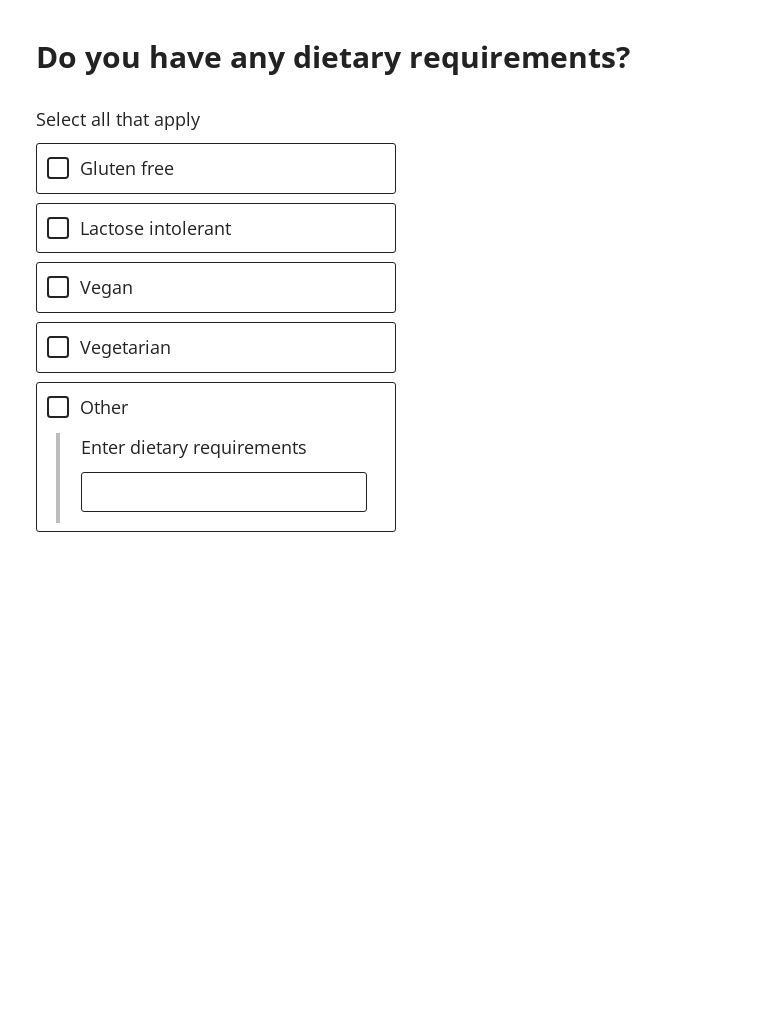 Do you have any dietary requirements?
Select all that apply
Gluten free
Lactose intolerant
Vegan
Vegetarian
Other
Enter dietary requirements